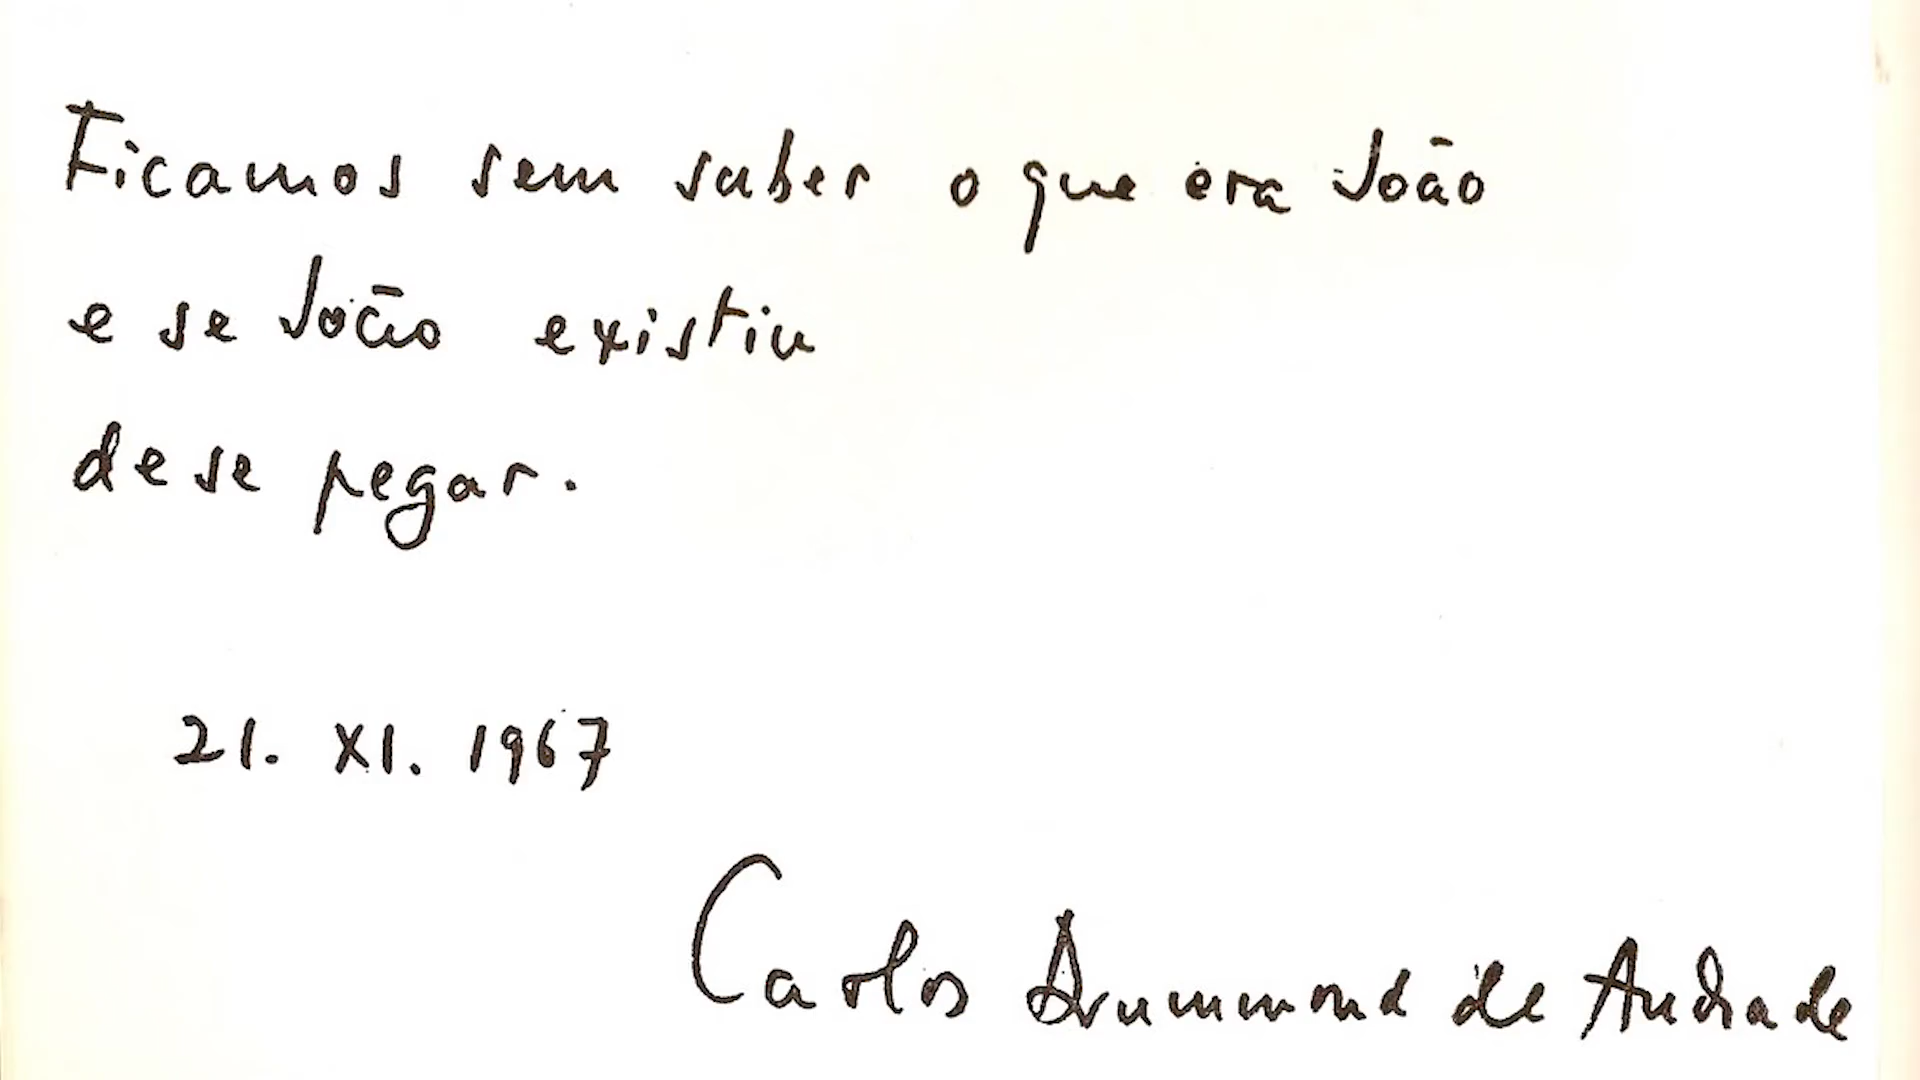 Ficamos sem saber o que era João
e se João existiu
de se pegar.
21. XI. 1967
Carlos Drummond de Andrade